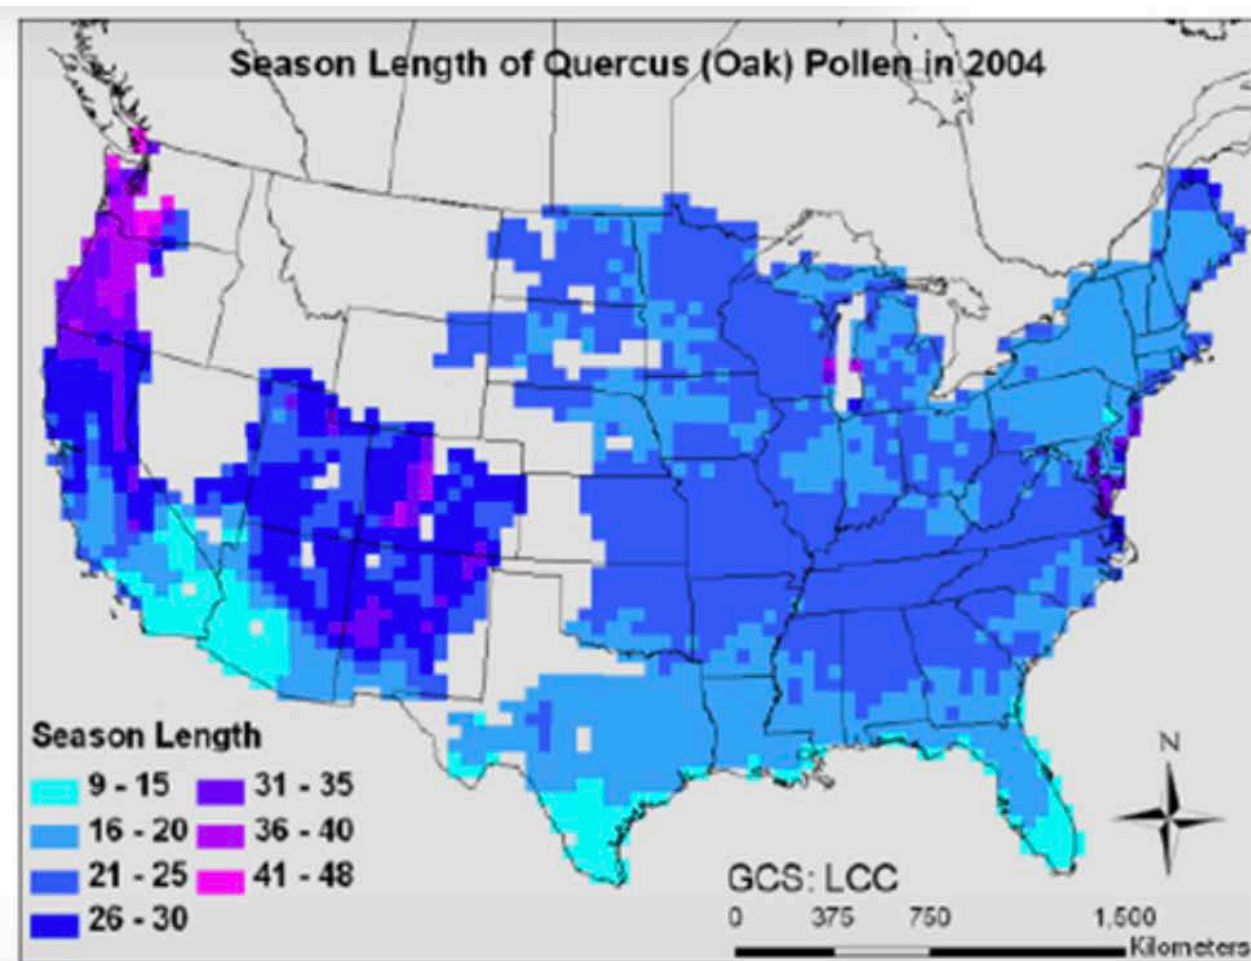 Season Length of Quercus (Oak) Pollen in 2004
Season Length
9 - 15
31 - 35
16 - 20
36 - 40
21 - 25
41 - 48
26 - 30
N
GCS: LCC
0 375 750 1,500
Kilometers